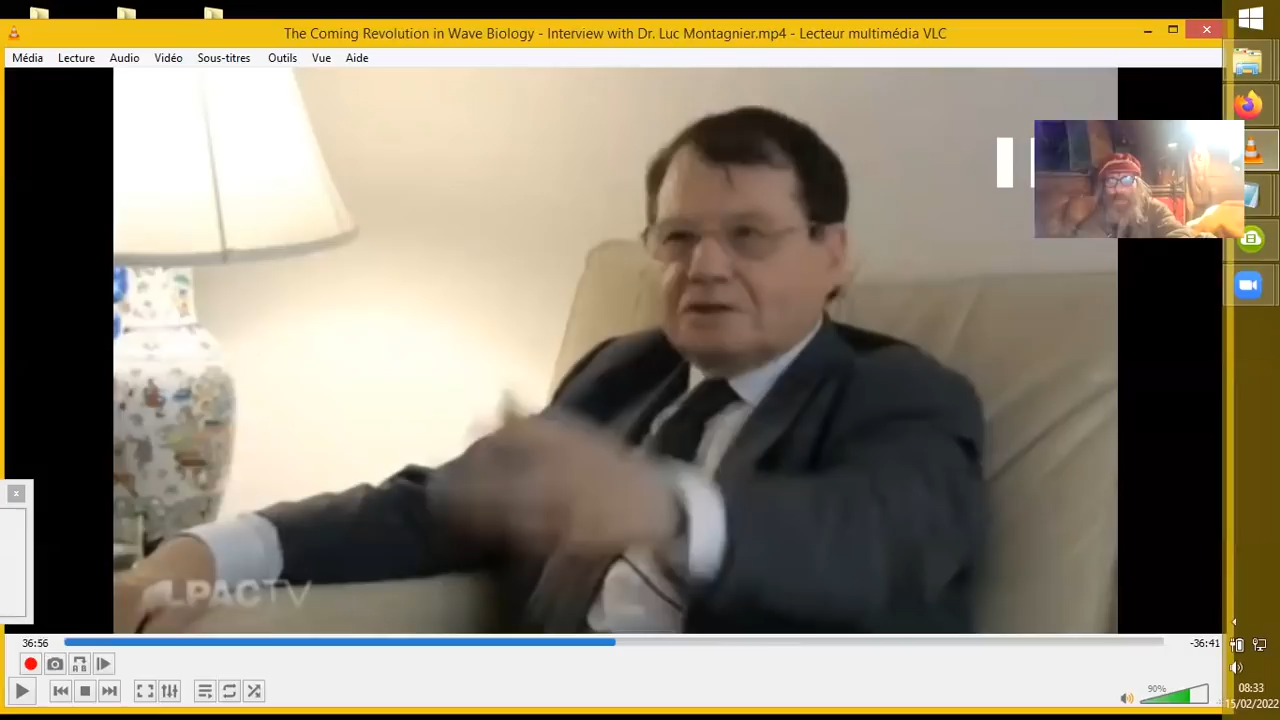 The Coming Revolution in Wave Biology - Interview with Dr. Luc Montagnier.mp4 - Lecteur multimédia VLC
Média Lecture Audio Vidéo Sous-titres Outils Vue Aide
LPACTV
36:56
-36:41
90%
08:33
15/02/2022